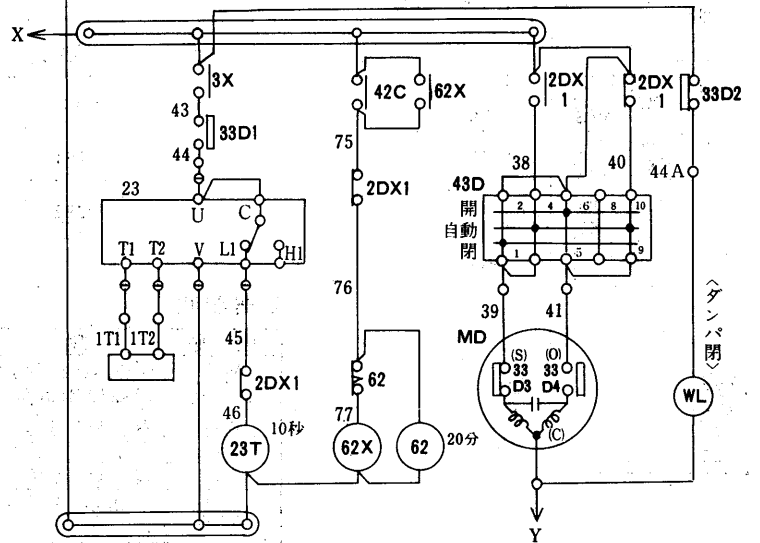 X
3X
43
33D1
44
42C
62X
75
2DX1
76
2DX
1
2DX
1
33D2
38
40
44A
43D
開
自動
閉
2
4
6
8
10
1
5
9
23
U
C
T1
T2
V
L1
H1
1T1
1T2
45
2DX1
46
23T
10秒
62
77
62X
62
20分
39
41
MD
(S)
(O)
33
D3
33
D4
(C)
WL
〈ダンパ閉〉
Y